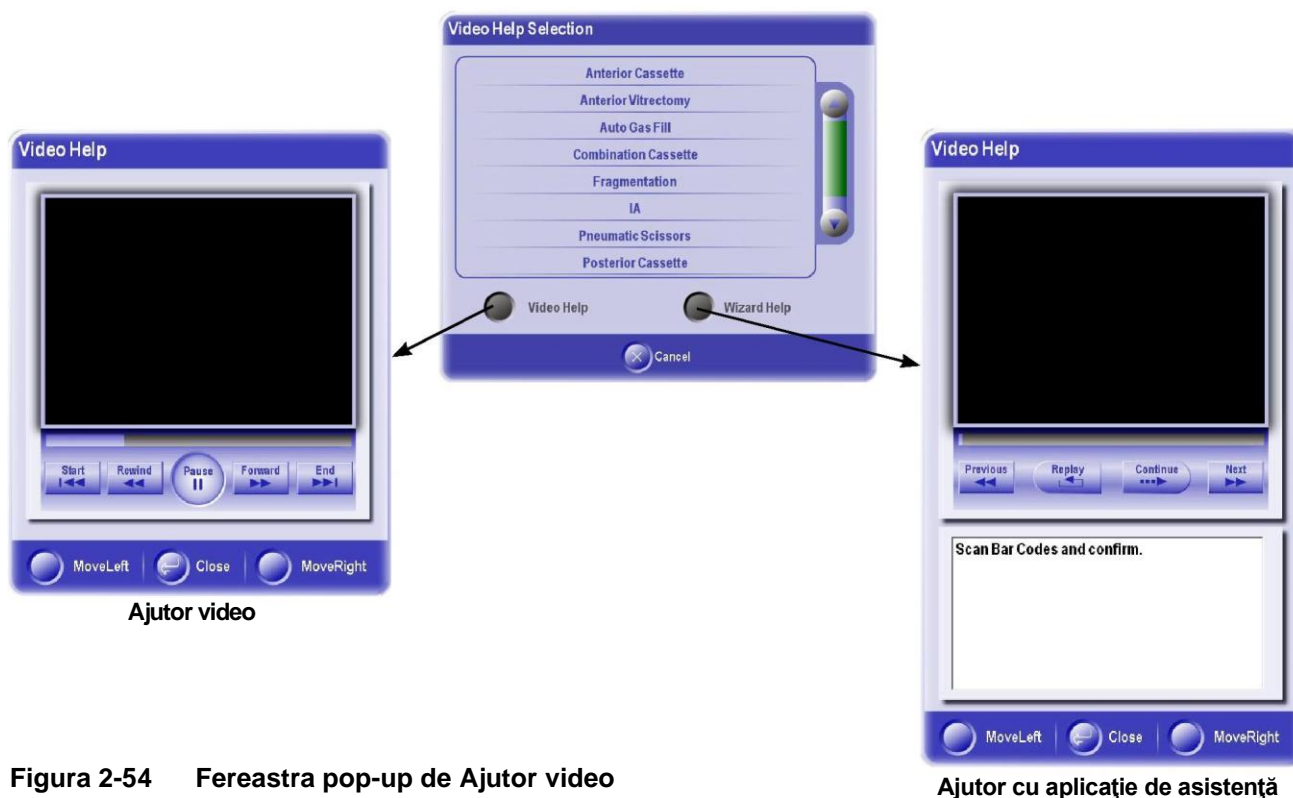 Video Help Selection
Anterior Cassette
Anterior Vitrectomy
Auto Gas Fill
Combination Cassette
Fragmentation
IA
Pneumatic Scissors
Posterior Cassette
Video Help
Wizard Help
Cancel
Video Help
Start
Rewind
Pause
Forward
End
MoveLeft
Close
MoveRight
Ajutor video
Video Help
Previous
Replay
Continue
Next
Scan Bar Codes and confirm.
MoveLeft
Close
MoveRight
Ajutor cu aplicaţie de asistenţă
Figura 2-54 Fereastra pop-up de Ajutor video